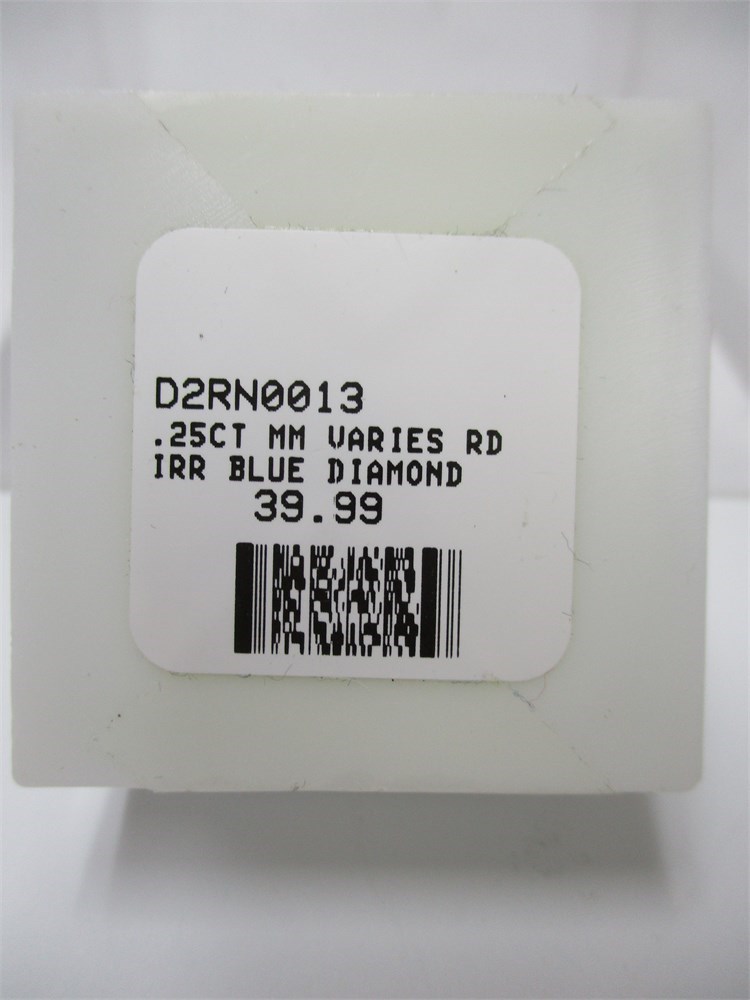 D2RN0013
.25CT MM VARIES RD
IRR BLUE DIAMOND
39.99